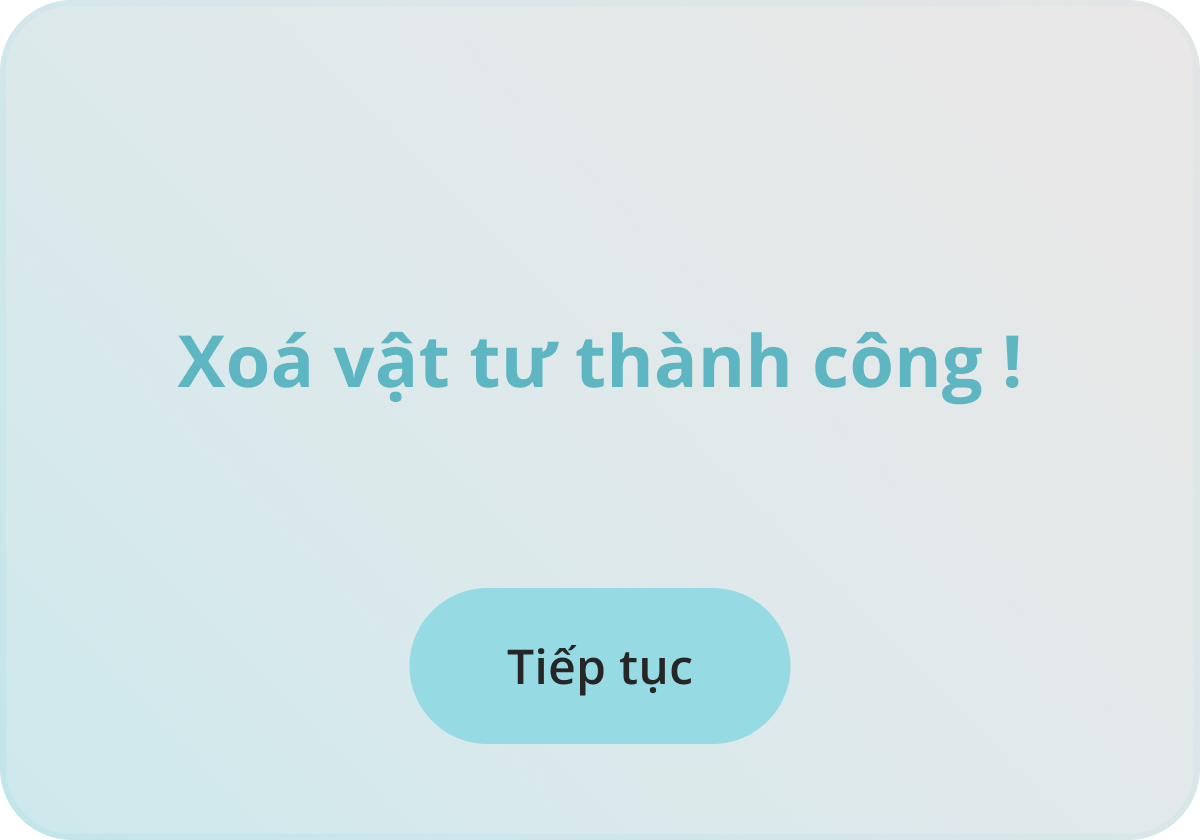 Xoá vật tư thành công !
Tiếp tục